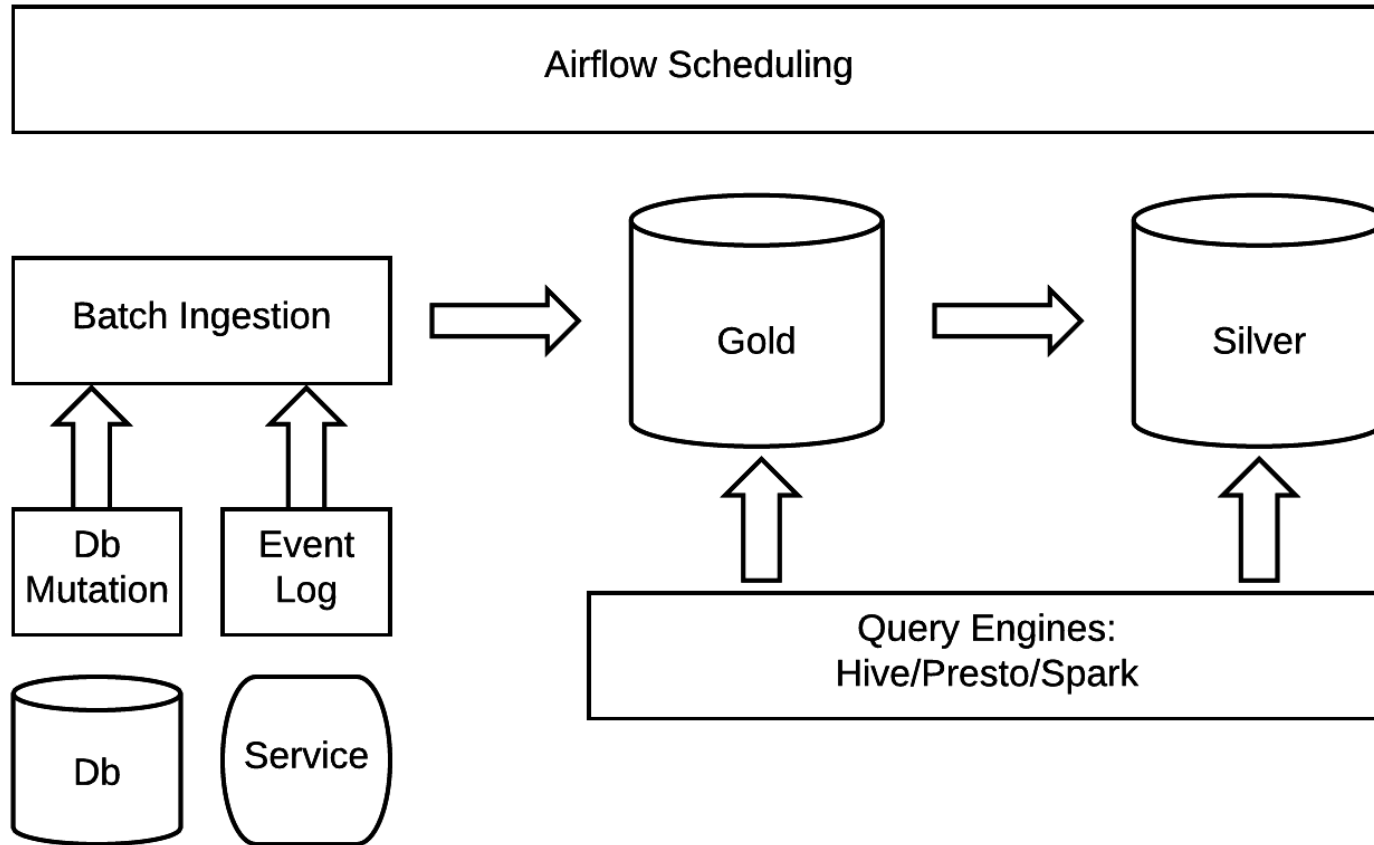 Airflow Scheduling
Batch Ingestion
Gold
Silver
Db
Mutation
Event
Log
Query Engines:
Hive/Presto/Spark
Db
Service